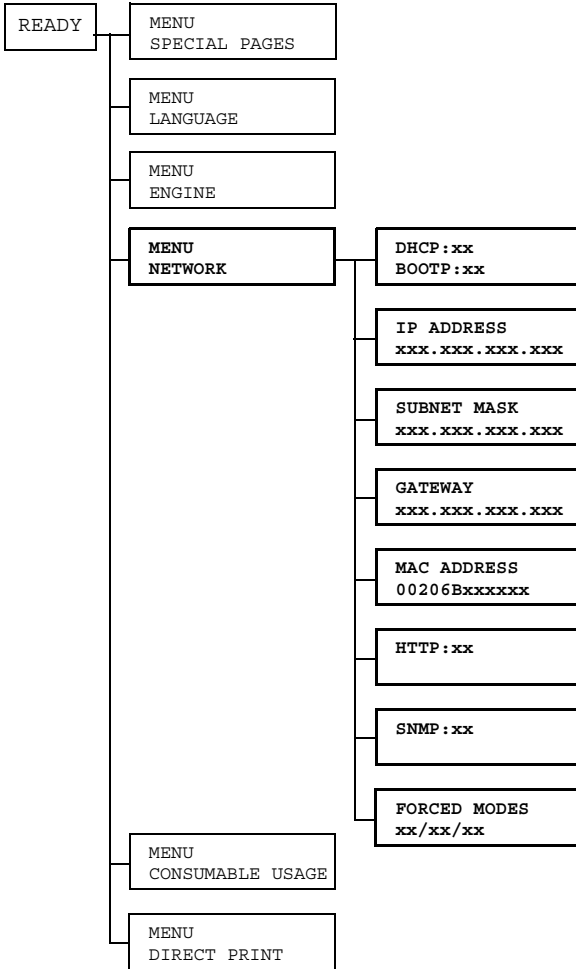 READY
MENU
SPECIAL PAGES
MENU
LANGUAGE
MENU
ENGINE
MENU
NETWORK
DHCP:xx
BOOTP:xx
IP ADDRESS
xxx.xxx.xxx.xxx
SUBNET MASK
xxx.xxx.xxx.xxx
GATEWAY
xxx.xxx.xxx.xxx
MAC ADDRESS
00206Bxxxxxx
HTTP:xx
SNMP:xx
FORCED MODES
xx/xx/xx
MENU
CONSUMABLE USAGE
MENU
DIRECT PRINT